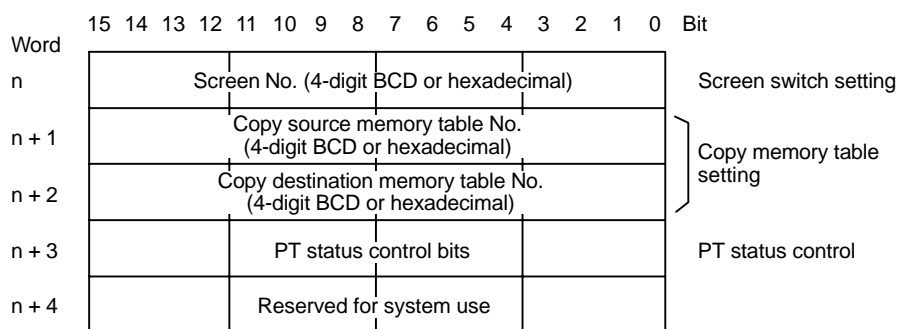 15 14 13 12 11 10 9 8 7 6 5 4 3 2 1 0 Bit
Word
n Screen No. (4-digit BCD or hexadecimal) Screen switch setting
n + 1 Copy source memory table No.
(4-digit BCD or hexadecimal)
Copy memory table
setting
n + 2 Copy destination memory table No.
(4-digit BCD or hexadecimal)
n + 3 PT status control bits PT status control
n + 4 Reserved for system use